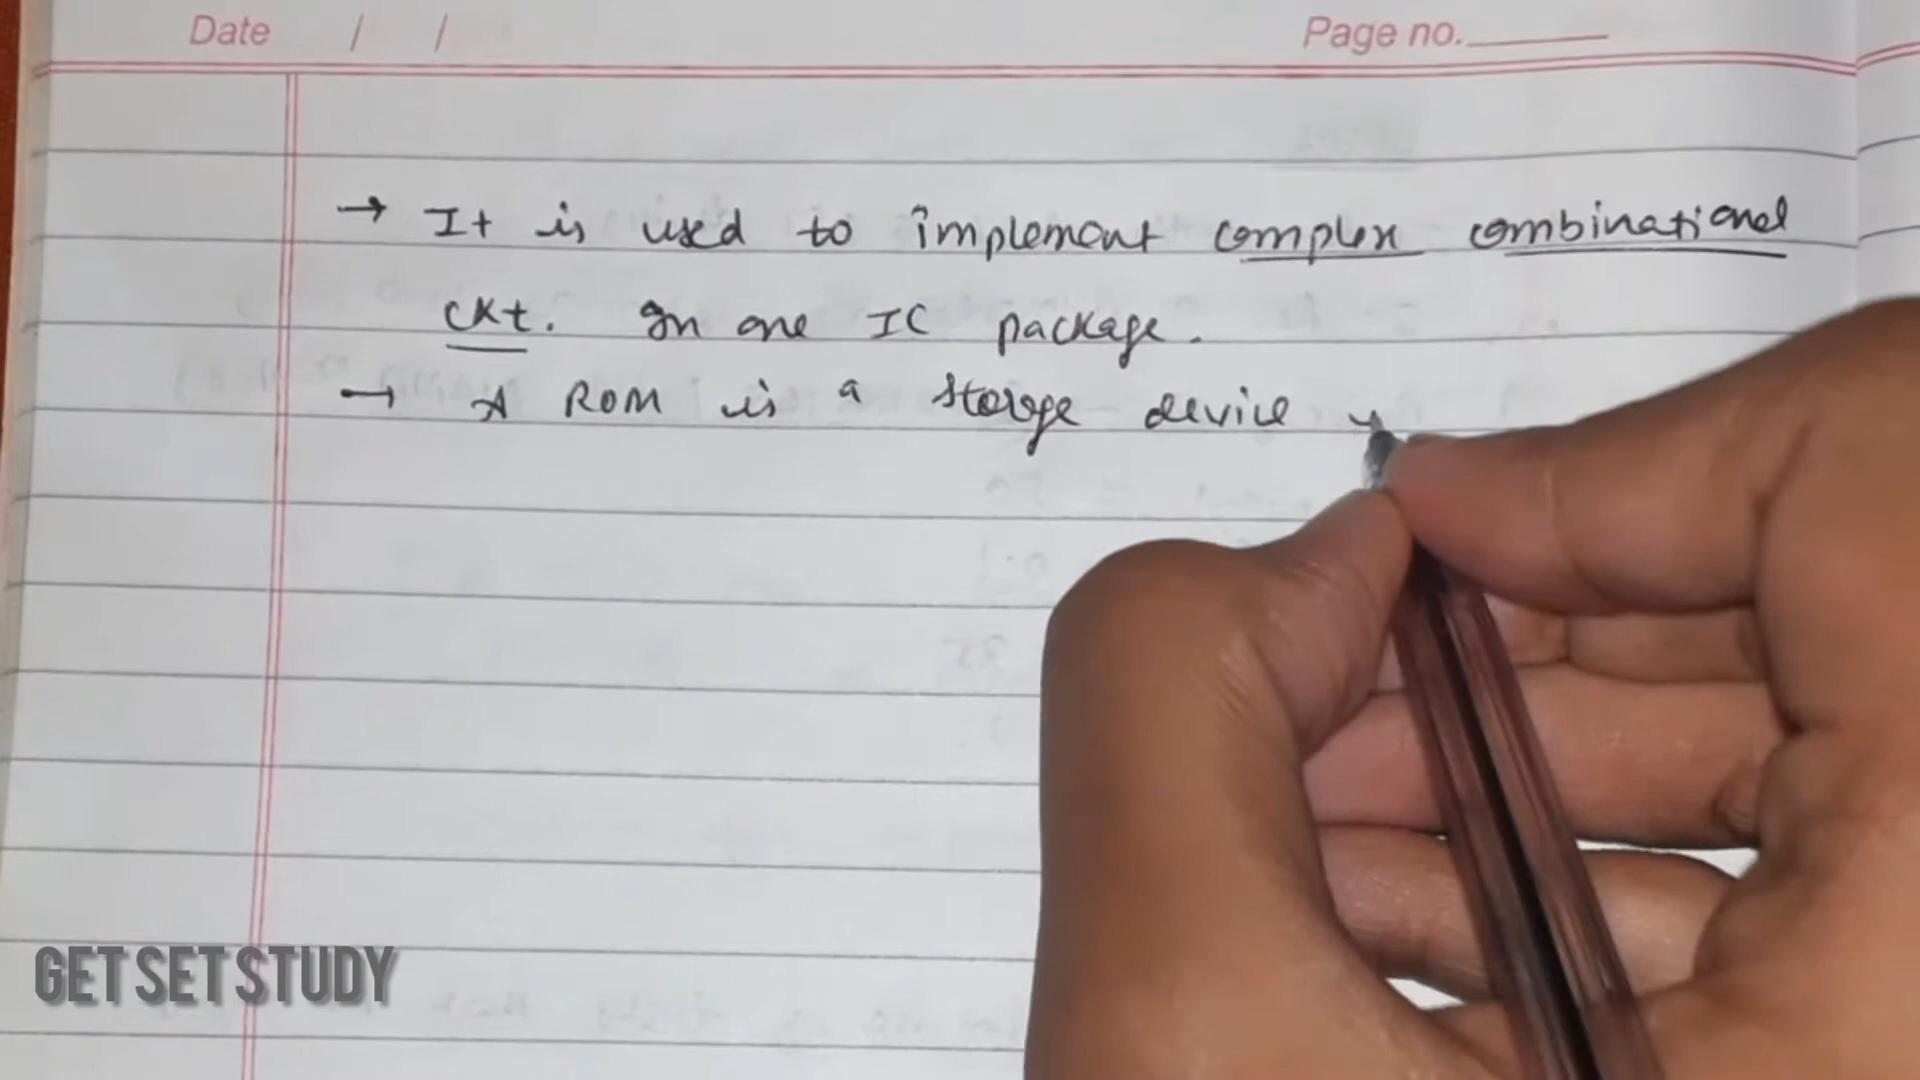 Date / / Page no.
→ It is used to implement complex combinational
ckt. In one IC package.
→ A ROM is a storage device
GET SET STUDY